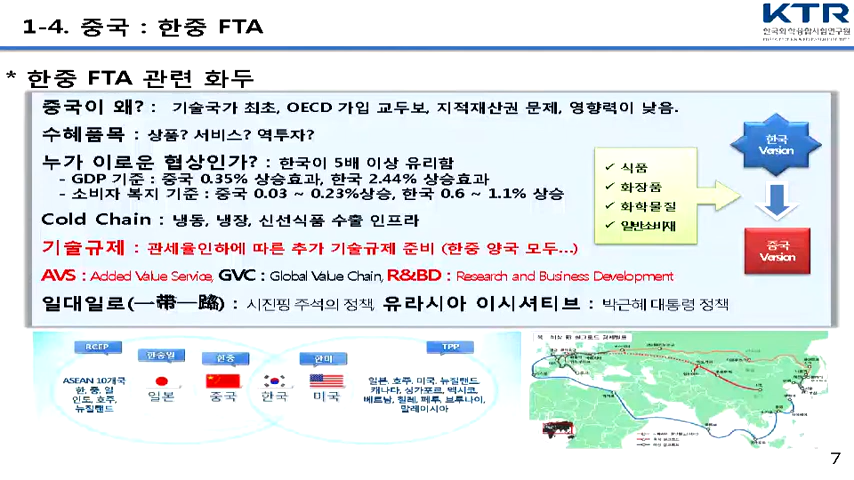 1-4. 중국 : 한중 FTA
KTR
한국화학융합시험연구원
* 한중 FTA 관련 화두
중국이 왜? : 기술국가 최초, OECD 가입 교두보, 지적재산권 문제, 영향력이 낮음.
수혜품목 : 상품? 서비스? 역투자?
누가 이로운 협상인가? : 한국이 5배 이상 유리함
- GDP 기준 : 중국 0.35% 상승효과, 한국 2.44% 상승효과
- 소비자 복지 기준 : 중국 0.03 ~ 0.23%상승, 한국 0.6 ~ 1.1% 상승
Cold Chain : 냉동, 냉장, 신선식품 수출 인프라
기술규제 : 관세율인하에 따른 추가 기술규제 준비 (한중 양국 모두...)
AVS : Added Value Service, GVC : Global Value Chain, R&BD : Research and Business Development
일대일로(一帶一路) : 시진핑 주석의 정책, 유라시아 이시셔티브 : 박근혜 대통령 정책
✓ 식품
✓ 화장품
✓ 화학물질
✓ 일반소비재
한국
Version
중국
Version
RCEP
한중일
한중
한미
TPP
ASEAN 10개국
한, 중, 일
인도, 호주,
뉴질랜드
일본
중국
한국
미국
일본, 호주, 미국, 뉴질랜드
캐나다, 싱가포르, 멕시코,
베트남, 칠레, 페루, 브루나이,
말레이시아
7